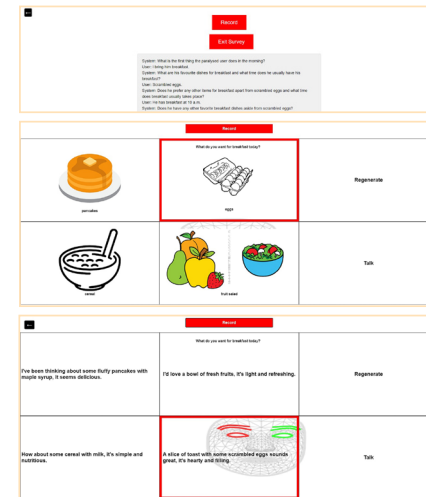 ←
Record
Exit Survey
System: What is the first thing the paralysed user does in the morning?
User: I bring him breakfast.
System: What are his favourite dishes for breakfast and what time does he usually have his
breakfast?
User: Scrambled eggs.
System: Does he prefer any other items for breakfast apart from scrambled eggs and what time
does breakfast usually takes place?
User: He has breakfast at 10 a.m.
System: Does he have any other favorite breakfast dishes aside from scrambled eggs?
Record
What do you want for breakfast today?
pancakes
eggs
Regenerate
cereal
fruit salad
Talk
←
Record
What do you want for breakfast today?
I've been thinking about some fluffy pancakes with
maple syrup, it seems delicious.
I'd love a bowl of fresh fruits, it's light and refreshing.
Regenerate
How about some cereal with milk, it's simple and
nutritious.
A slice of toast with some scrambled eggs sounds
great, it's hearty and filling.
Talk